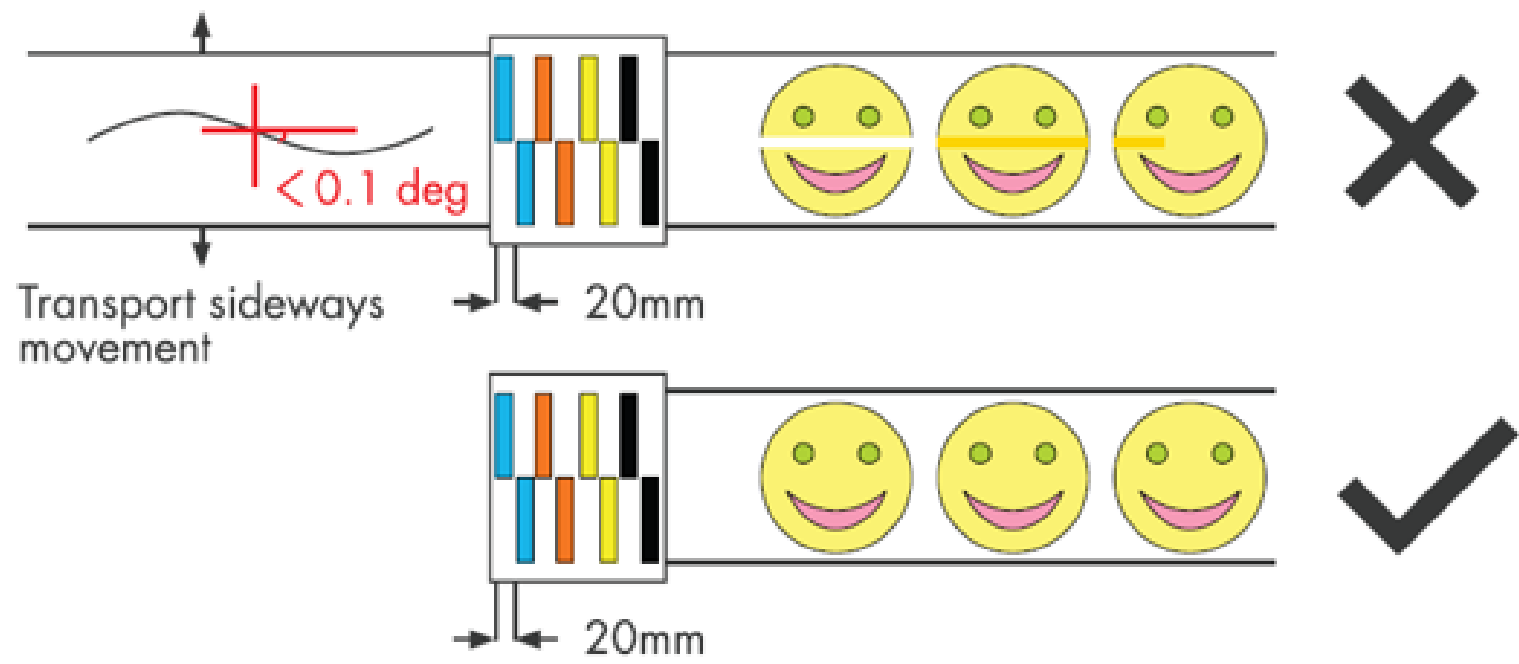 < 0.1 deg
Transport sideways
movement
20mm
20mm